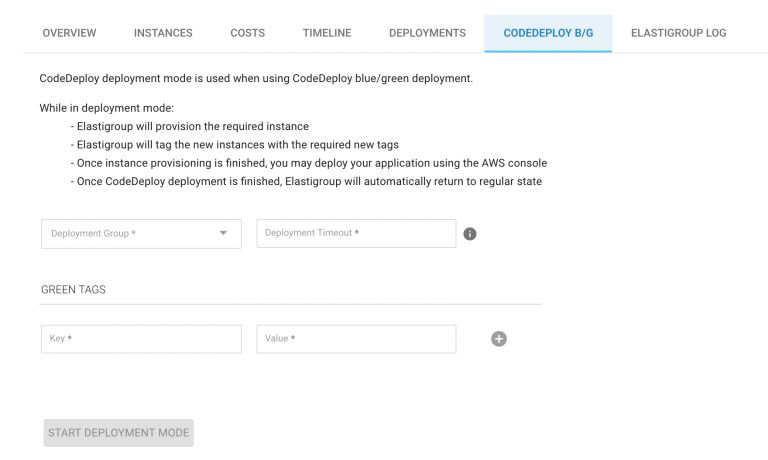 OVERVIEW INSTANCES COSTS TIMELINE DEPLOYMENTS CODEDEPLOY B/G ELASTIGROUP LOG
CodeDeploy deployment mode is used when using CodeDeploy blue/green deployment.
While in deployment mode:
- Elastigroup will provision the required instance
- Elastigroup will tag the new instances with the required new tags
- Once instance provisioning is finished, you may deploy your application using the AWS console
- Once CodeDeploy deployment is finished, Elastigroup will automatically return to regular state
Deployment Group * Deployment Timeout * i
GREEN TAGS
Key * Value *
START DEPLOYMENT MODE